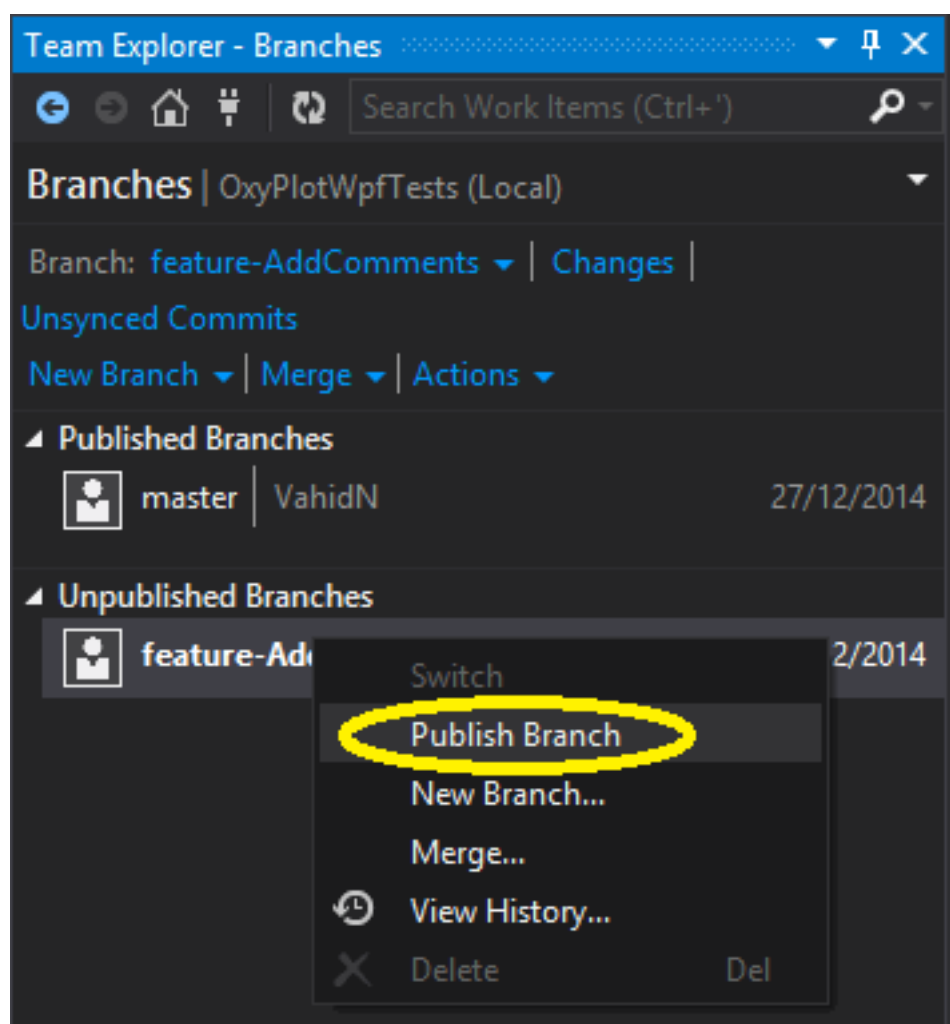 Team Explorer - Branches
Search Work Items (Ctrl+')
Branches | OxyPlotWpfTests (Local)
Branch: feature-AddComments | Changes |
Unsynced Commits
New Branch | Merge | Actions
Published Branches
master | VahidN 27/12/2014
Unpublished Branches
feature-Add 2/2014
Switch
Publish Branch
New Branch...
Merge...
View History...
Delete Del